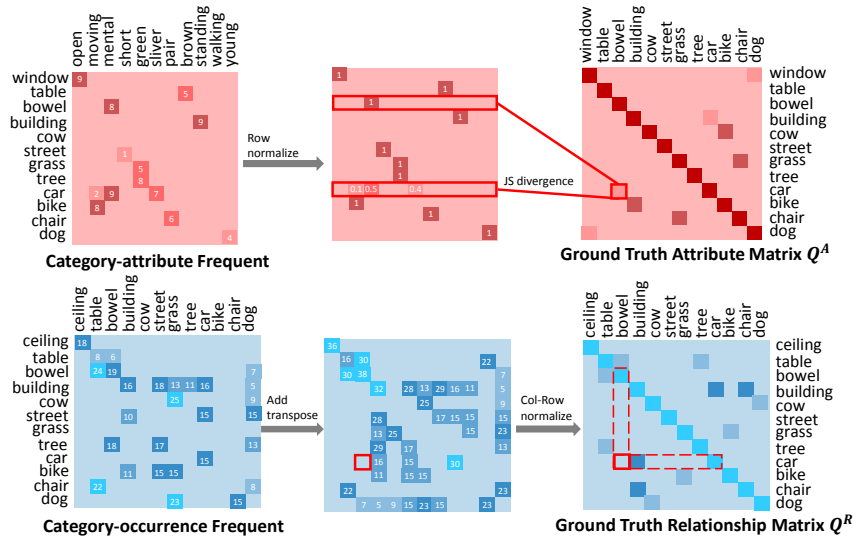 open
moving
mental
short
green
sliver
pair
brown
standing
walking
young
window
table
bowel
building
cow
street
grass
tree
car
bike
chair
dog
9
5
8
9
1
5
8
2 9 7
8
6
4
Category-attribute Frequent
Row
normalize
1
1
1
1
1
1
1
0.1 0.5 0.4
1
1
1
JS divergence
window
table
bowel
building
cow
street
grass
tree
car
bike
chair
dog
window
table
bowel
building
cow
street
grass
tree
car
bike
chair
dog
Ground Truth Attribute Matrix Q^A
ceiling
table
bowel
building
cow
street
grass
tree
car
bike
chair
dog
ceiling
table
bowel
building
cow
street
grass
tree
car
bike
chair
dog
18
8 6
24 19 7
16 18 13 11 16 5
25 9
10 15 15
18 17 13
15
11 15 15
22 8
23 15
Category-occurrence Frequent
Add
transpose
36
16 30 22
30 38 7
32 28 13 29 16 11 5
25 9
28 17 15 15 23
13 25
29 17 13
16 15 30 15
11 15 15 23
22 23
7 5 9 23 15 13 15 23 23
Col-Row
normalize
ceiling
table
bowel
building
cow
street
grass
tree
car
bike
chair
dog
ceiling
table
bowel
building
cow
street
grass
tree
car
bike
chair
dog
Ground Truth Relationship Matrix Q^R